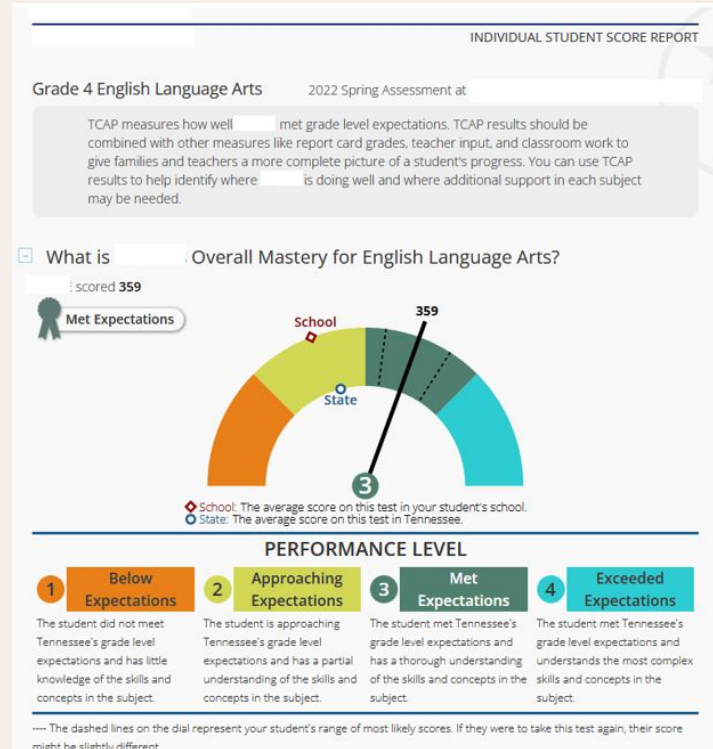 INDIVIDUAL STUDENT SCORE REPORT
Grade 4 English Language Arts 2022 Spring Assessment at
TCAP measures how well met grade level expectations. TCAP results should be
combined with other measures like report card grades, teacher input, and classroom work to
give families and teachers a more complete picture of a student's progress. You can use TCAP
results to help identify where is doing well and where additional support in each subject
may be needed.
What is Overall Mastery for English Language Arts?
scored 359
Met Expectations
359
School
State
3
School: The average score on this test in your student's school.
State: The average score on this test in Tennessee.
PERFORMANCE LEVEL
1 Below Expectations
The student did not meet
Tennessee's grade level
expectations and has little
knowledge of the skills and
concepts in the subject.
2 Approaching Expectations
The student is approaching
Tennessee's grade level
expectations and has a partial
understanding of the skills and
concepts in the subject.
3 Met Expectations
The student met Tennessee's
grade level expectations and
has a thorough understanding
of the skills and concepts in the
subject.
4 Exceeded Expectations
The student met Tennessee's
grade level expectations and
understands the most complex
skills and concepts in the
subject.
---- The dashed lines on the dial represent your student's range of most likely scores. If they were to take this test again, their score
might be slightly different.